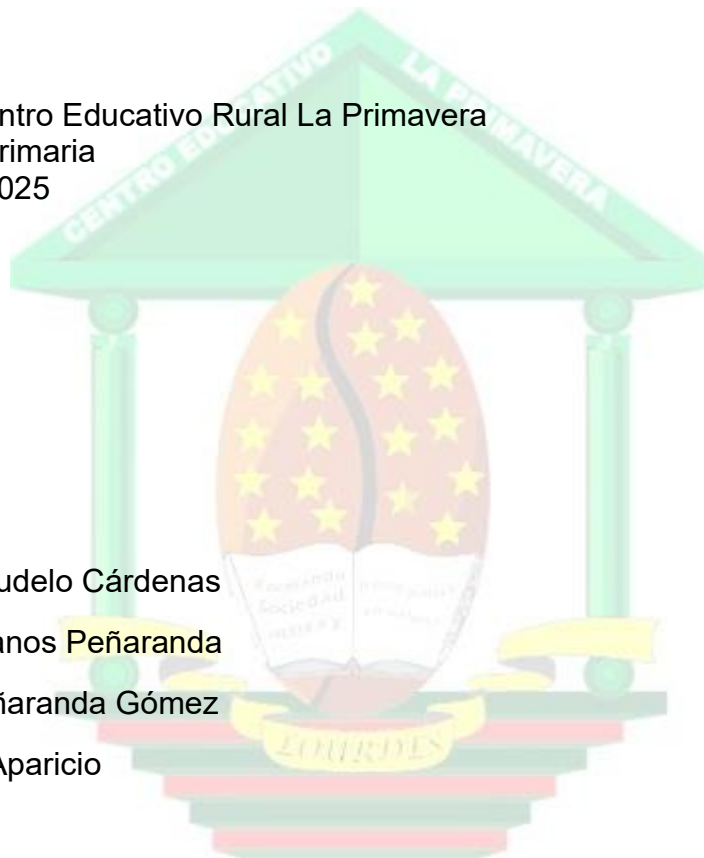 ntro Educativo Rural La Primavera
rimaria
025
CENTRO EDUCATIVO
LA PRIMAVERA
udelo Cárdenas
anos Peñaranda
ñaranda Gómez
Aparicio
LOURDES